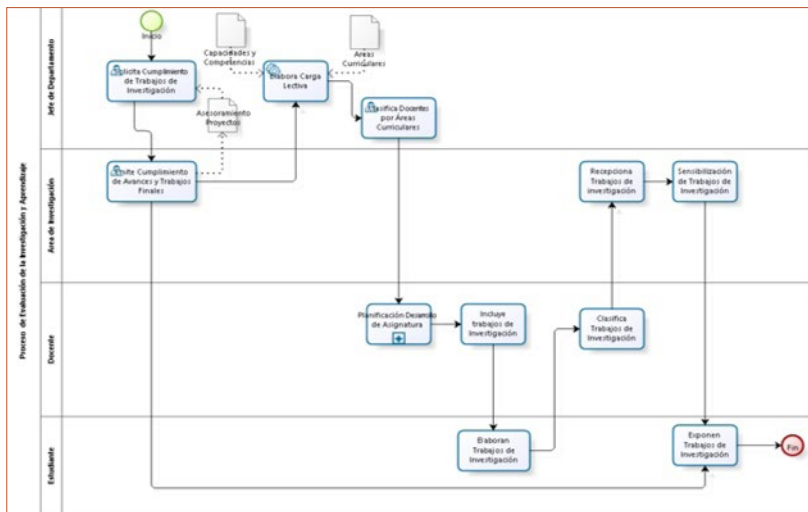 Proceso de Evaluación de la Investigación y Aprendizaje
Jefe de Departamento
Inicio
Solicita Cumplimiento
de Trabajos de
Investigación
Capacidades y
Competencias
Elabora Carga
Lectiva
Areas
Curriculares
Asesoramiento
Proyectos
Clasifica Docentes
por Áreas
Curriculares
Area de Investigación
Emite Cumplimiento
de Avances y Trabajos
Finales
Recepciona
Trabajos de
investigación
Sensibilización
de Trabajos de
Investigación
Docente
Planificación Desarrollo
de Asignatura
Incluye
trabajos de
Investigación
Clasifica
Trabajos de
Investigación
Estudiante
Elaboran
Trabajos de
Investigación
Exponen
Trabajos de
Investigación
Fin